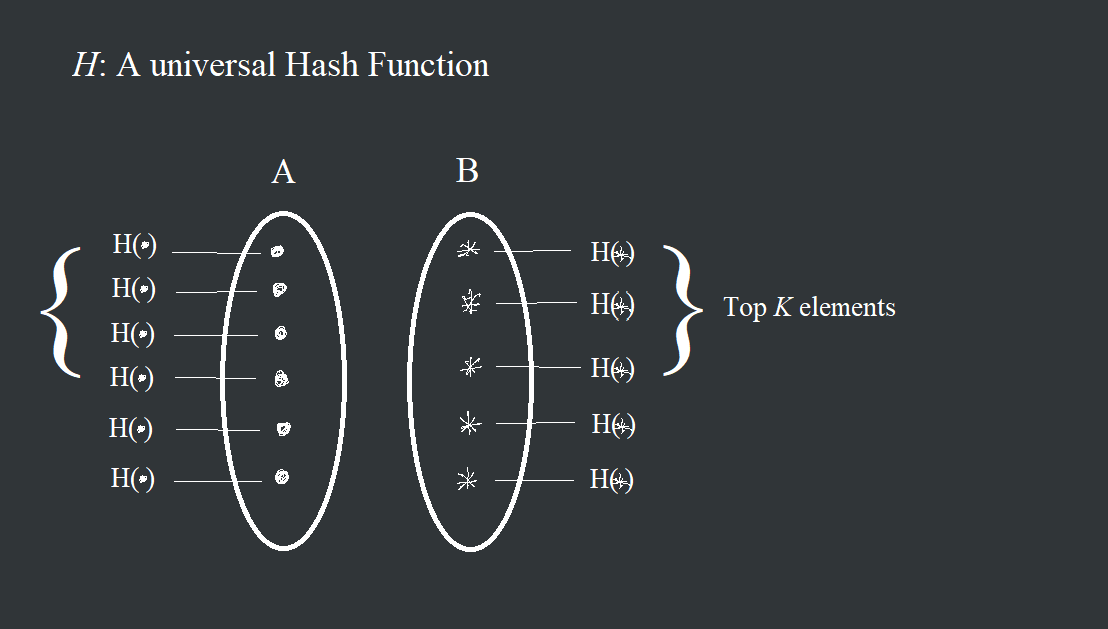 H: A universal Hash Function
A
B
H(•)
H(•)
H(•)
H(•)
H(•)
H(•)
H(*)
H(*)
H(*)
H(*)
H(*)
Top K elements